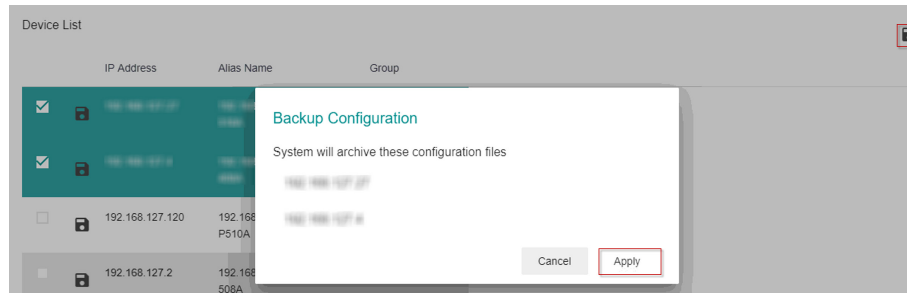 Device List
IP Address Alias Name Group
Backup Configuration
System will archive these configuration files
192.168.127.120 192.168
P510A
Cancel Apply
192.168.127.2 192.168
508A